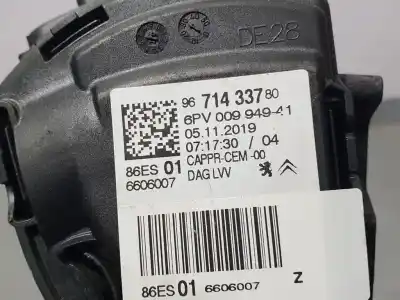 DE28
96 714 337 80
6PV 009 949-41
05.11.2019
07:17:30 / 04
86ES 01 CAPPR-CEM -00
6606007 DAG LVV
86ES 01 6606007 Z